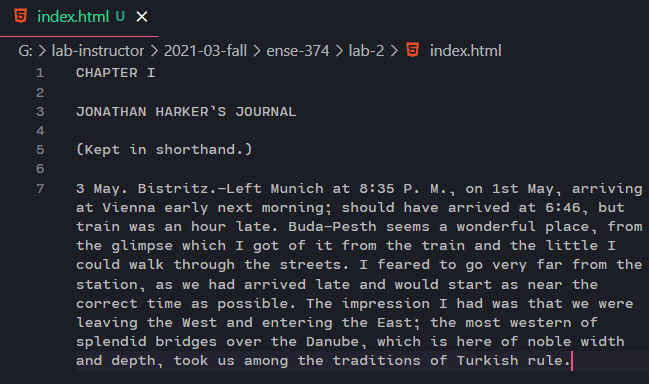 index.html U ×
G: > lab-instructor > 2021-03-fall > ense-374 > lab-2 > index.html
1 CHAPTER I
2
3 JONATHAN HARKER'S JOURNAL
4
5 (Kept in shorthand.)
6
7 3 May. Bistritz.—Left Munich at 8:35 P. M., on 1st May, arriving
at Vienna early next morning; should have arrived at 6:46, but
train was an hour late. Buda-Pesth seems a wonderful place, from
the glimpse which I got of it from the train and the little I
could walk through the streets. I feared to go very far from the
station, as we had arrived late and would start as near the
correct time as possible. The impression I had was that we were
leaving the West and entering the East; the most western of
splendid bridges over the Danube, which is here of noble width
and depth, took us among the traditions of Turkish rule.